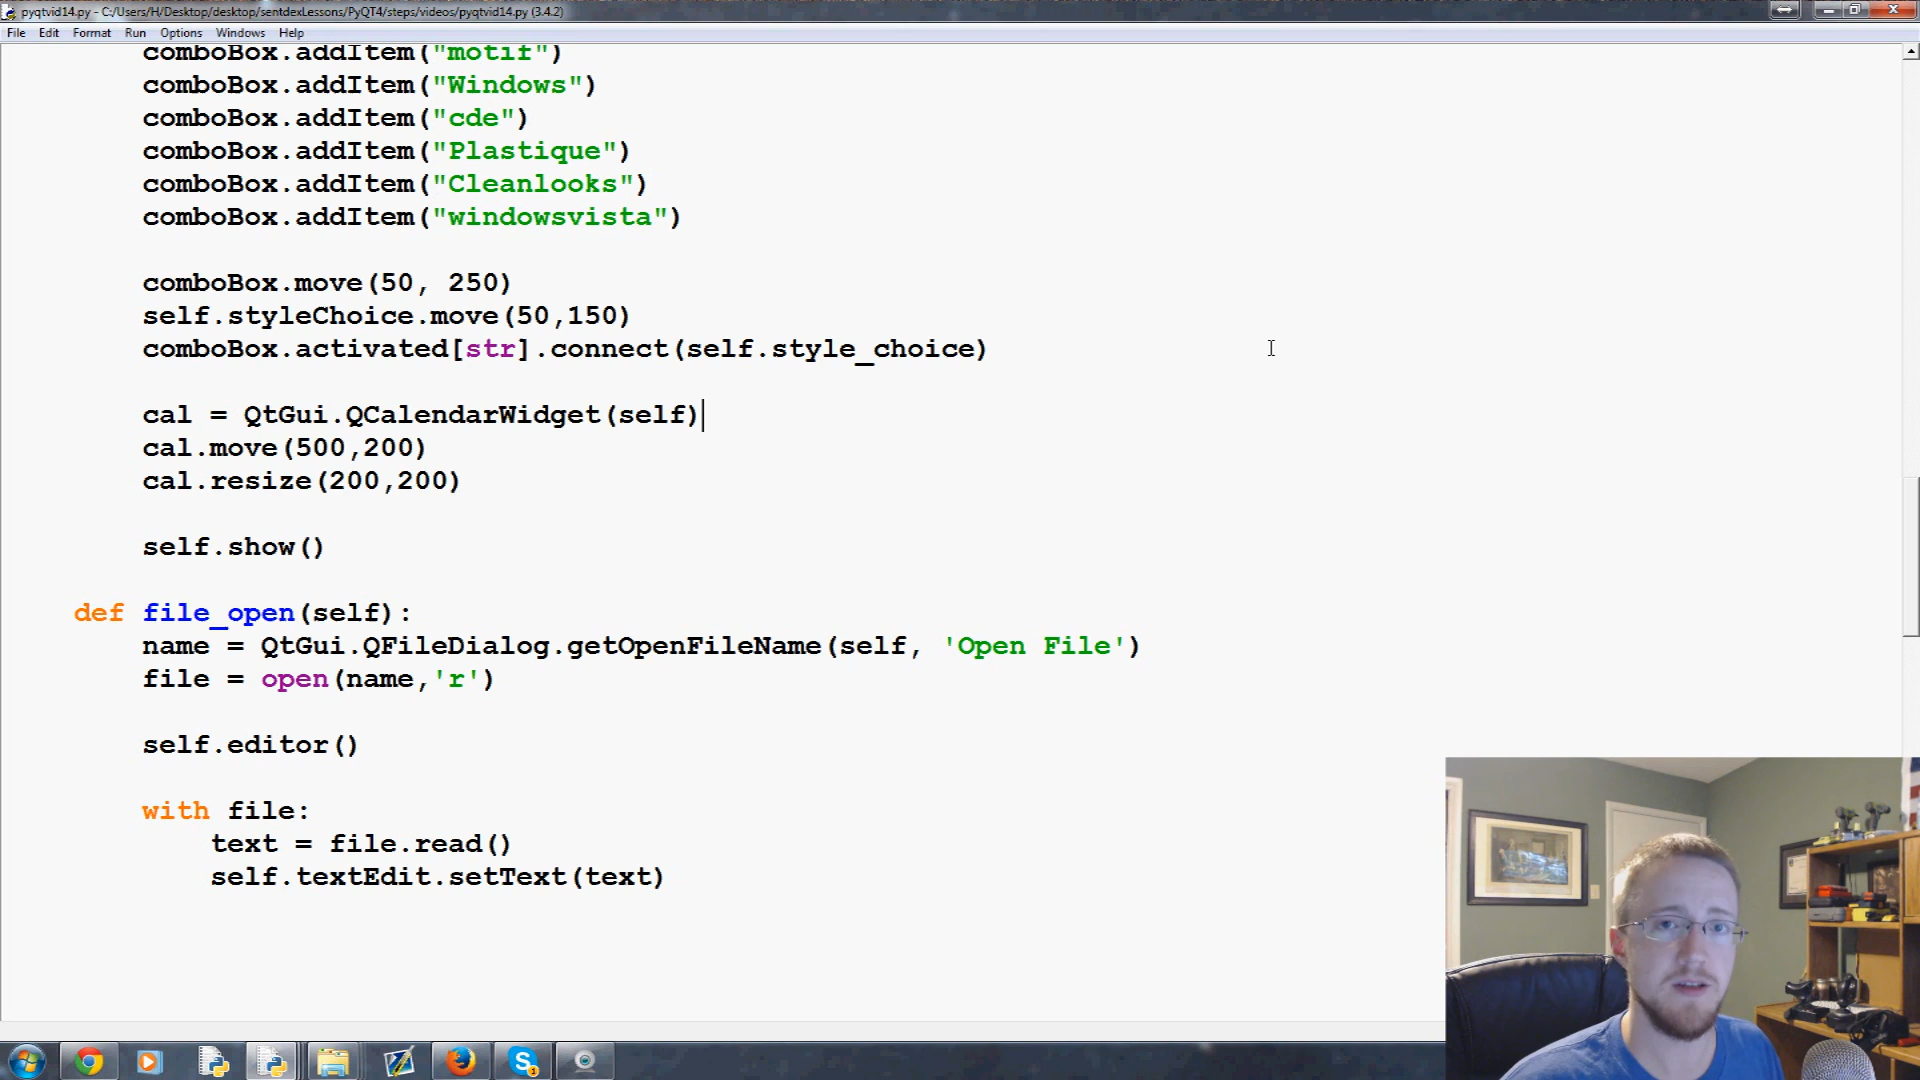 pyqtvid14.py - C:/Users/H/Desktop/desktop/sentdexLessons/PyQT4/steps/videos/pyqtvid14.py (3.4.2)
File Edit Format Run Options Windows Help
comboBox.addItem("motif")
comboBox.addItem("Windows")
comboBox.addItem("cde")
comboBox.addItem("Plastique")
comboBox.addItem("Cleanlooks")
comboBox.addItem("windowsvista")
comboBox.move(50, 250)
self.styleChoice.move(50,150)
comboBox.activated[str].connect(self.style_choice)
cal = QtGui.QCalendarWidget(self)
cal.move(500,200)
cal.resize(200,200)
self.show()
def file_open(self):
name = QtGui.QFileDialog.getOpenFileName(self, 'Open File')
file = open(name,'r')
self.editor()
with file:
text = file.read()
self.textEdit.setText(text)